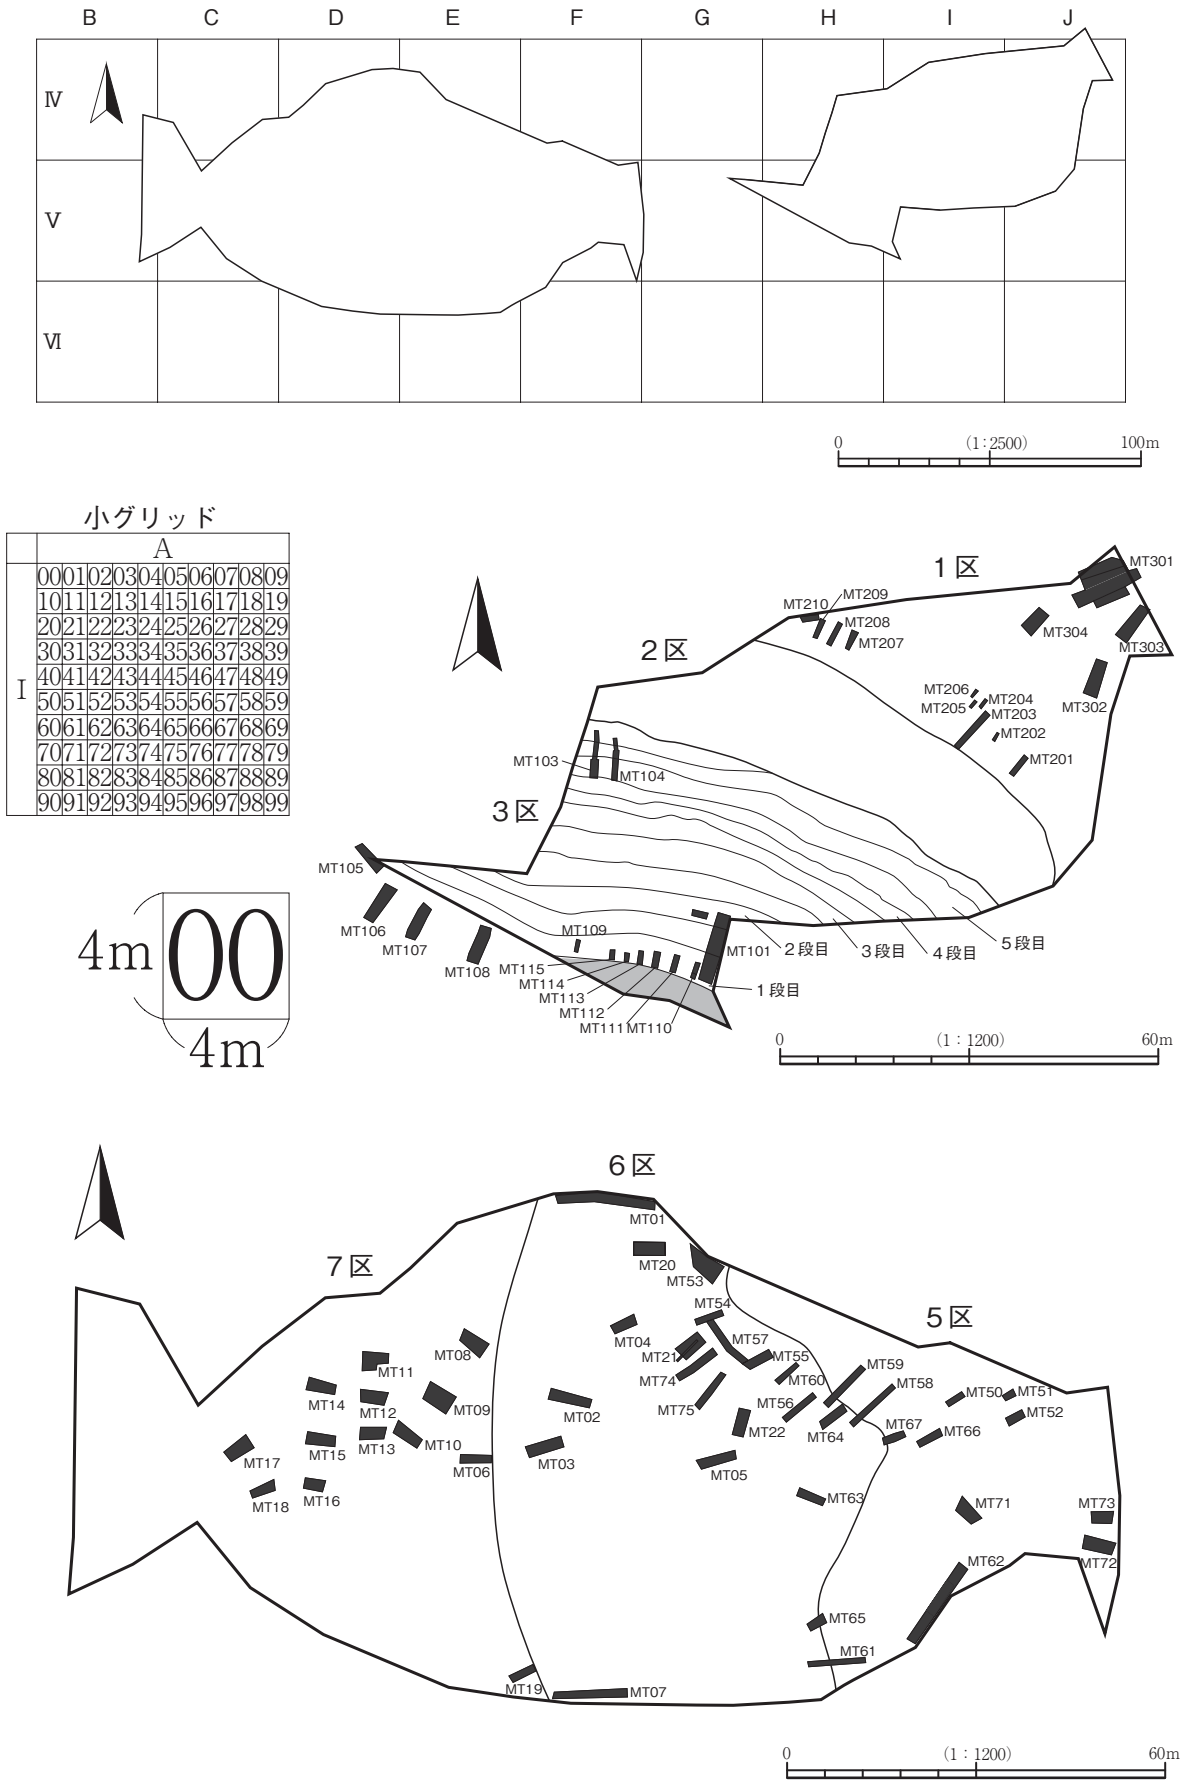 B C D E F G H I J
Ⅳ
Ⅴ
Ⅵ
0 (1:2500) 100m
小グリッド
A
Ⅰ
00 01 02 03 04 05 06 07 08 09
10 11 12 13 14 15 16 17 18 19
20 21 22 23 24 25 26 27 28 29
30 31 32 33 34 35 36 37 38 39
40 41 42 43 44 45 46 47 48 49
50 51 52 53 54 55 56 57 58 59
60 61 62 63 64 65 66 67 68 69
70 71 72 73 74 75 76 77 78 79
80 81 82 83 84 85 86 87 88 89
90 91 92 93 94 95 96 97 98 99
4m
00
4m
1区
MT301
MT209
MT210
MT208
MT207
MT304
MT303
2区
MT206
MT204
MT205
MT203
MT302
MT202
MT201
MT103
MT104
3区
MT105
MT106
MT107
MT108
MT109
MT101
2段目
3段目
4段目
5段目
MT115
MT114
MT113
MT112
MT111
MT110
1段目
0 (1：1200) 60m
6区
MT01
7区
MT20
MT53
MT54
5区
MT04
MT57
MT08
MT21
MT55
MT11
MT59
MT74
MT60
MT58
MT14
MT12
MT09
MT02
MT75
MT56
MT50
MT51
MT52
MT13
MT10
MT22
MT64
MT67
MT66
MT17
MT15
MT03
MT05
MT06
MT18
MT16
MT63
MT71
MT73
MT72
MT62
MT65
MT61
MT19
MT07
0 (1：1200) 60m